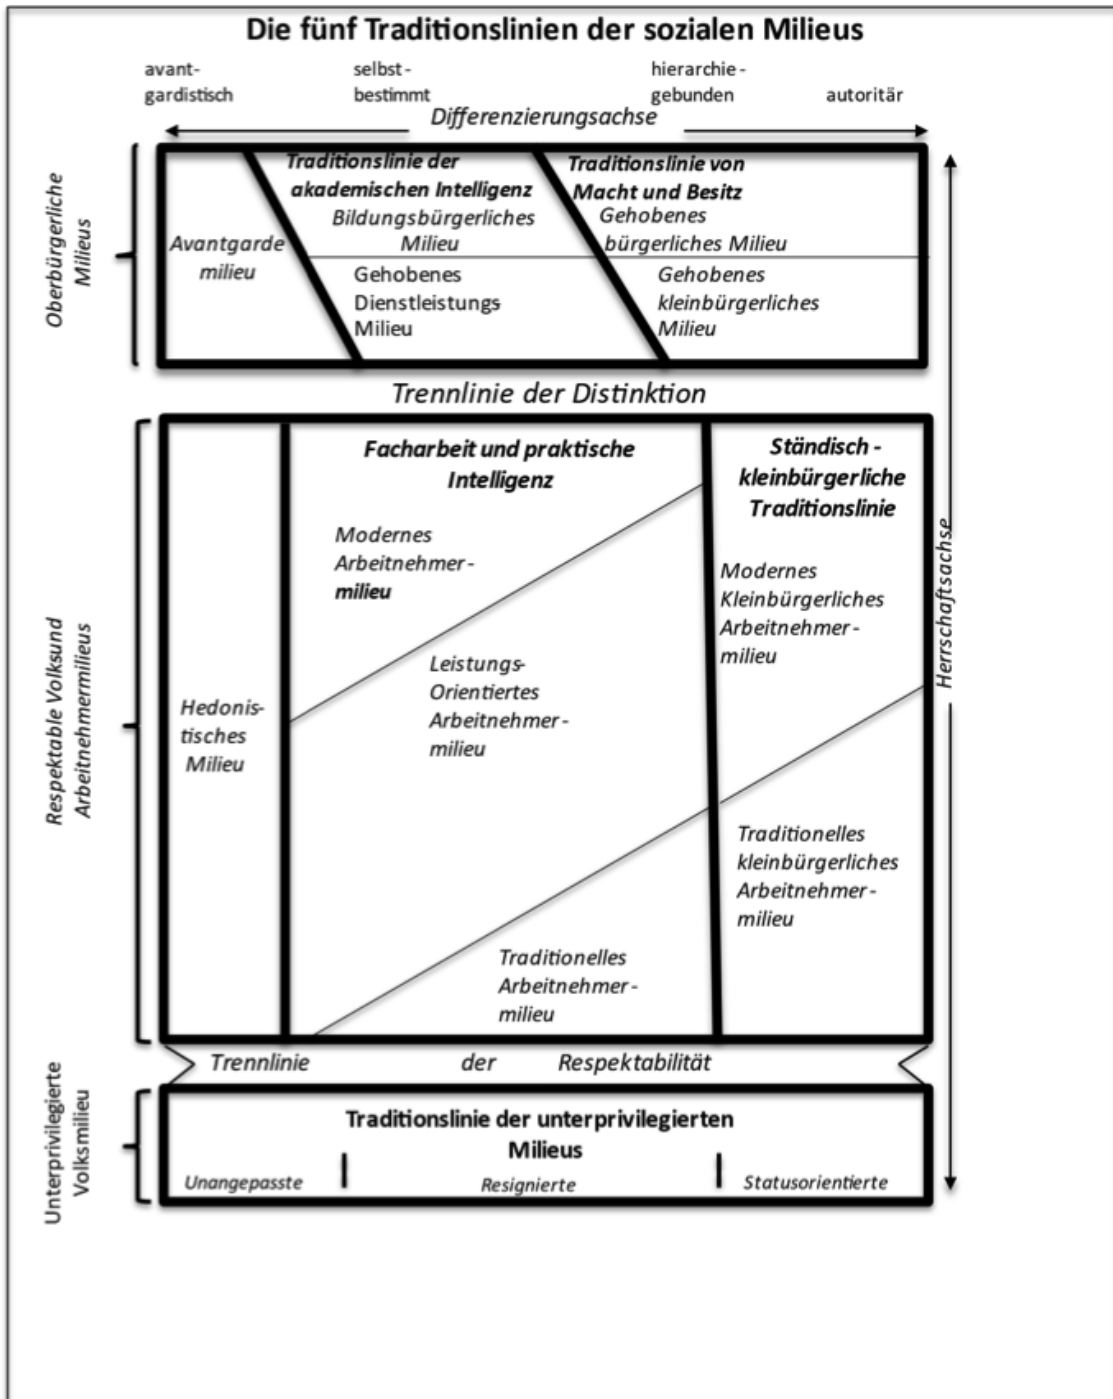 Die fünf Traditionslinien der sozialen Milieus
avant-
gardistisch
selbst-
bestimmt
hierarchie-
gebunden
autoritär
Differenzierungsachse
Oberbürgerliche
Milieus
Avantgarde
milieu
Traditionslinie der
akademischen Intelligenz
Bildungsbürgerliches
Milieu
Gehobenes
Dienstleistungs-
Milieu
Traditionslinie von
Macht und Besitz
Gehobenes
bürgerliches Milieu
Gehobenes
kleinbürgerliches
Milieu
Trennlinie der Distinktion
Respektable Volksund
Arbeitnehmermilieus
Hedonis-
tisches
Milieu
Facharbeit und praktische
Intelligenz
Modernes
Arbeitnehmer-
milieu
Leistungs-
Orientiertes
Arbeitnehmer-
milieu
Traditionelles
Arbeitnehmer-
milieu
Ständisch-
kleinbürgerliche
Traditionslinie
Modernes
Kleinbürgerliches
Arbeitnehmer-
milieu
Traditionelles
kleinbürgerliches
Arbeitnehmer-
milieu
Herrschaftsachse
Trennlinie der Respektabilität
Unterprivilegierte
Volksmilieu
Traditionslinie der unterprivilegierten
Milieus
Unangepasste
Resignierte
Statusorientierte